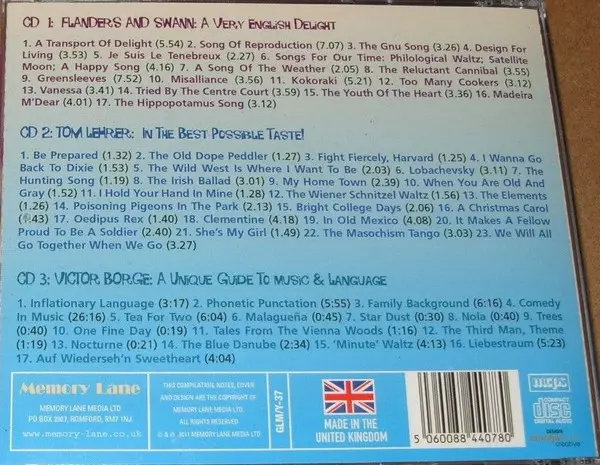 CD 1: FLANDERS AND SWANN: A VERY ENGLISH DELIGHT
1. A Transport Of Delight (5.54) 2. Song Of Reproduction (7.07) 3. The Gnu Song (3.26) 4. Design For
Living (3.53) 5. Je Suis Le Tenebreux (2.27) 6. Songs For Our Time: Philological Waltz; Satellite
Moon; A Happy Song (4.16) 7. A Song Of The Weather (2.05) 8. The Reluctant Cannibal (3.55)
9. Greensleeves (7.52) 10. Misalliance (3.56) 11. Kokoraki (5.21) 12. Too Many Cookers (3.12)
13. Vanessa (3.41) 14. Tried By The Centre Court (3.59) 15. The Youth Of The Heart (3.36) 16. Madeira
M'Dear (4.01) 17. The Hippopotamus Song (3.12)
CD 2: TOM LEHRER: IN THE BEST POSSIBLE TASTE!
1. Be Prepared (1.32) 2. The Old Dope Peddler (1.27) 3. Fight Fiercely, Harvard (1.25) 4. I Wanna Go
Back To Dixie (1.53) 5. The Wild West Is Where I Want To Be (2.03) 6. Lobachevsky (3.11) 7. The
Hunting Song (1.19) 8. The Irish Ballad (3.01) 9. My Home Town (2.39) 10. When You Are Old And
Gray (1.52) 11. I Hold Your Hand In Mine (1.28) 12. The Wiener Schnitzel Waltz (1.56) 13. The Elements
(1.26) 14. Poisoning Pigeons In The Park (2.13) 15. Bright College Days (2.06) 16. A Christmas Carol
43) 17. Oedipus Rex (1.40) 18. Clementine (4.18) 19. In Old Mexico (4.08) 20. It Makes A Fellow
Proud To Be A Soldier (2.40) 21. She's My Girl (1.49) 22. The Masochism Tango (3.03) 23. We Will All
Go Together When We Go (3.27)
CD 3: VICTOR BORGE: A UNIQUE GUIDE TO MUSIC & LANGUAGE
1. Inflationary Language (3:17) 2. Phonetic Punctation (5:55) 3. Family Background (6:16) 4. Comedy
In Music (26:16) 5. Tea For Two (6:04) 6. Malagueña (0:45) 7. Star Dust (0:30) 8. Nola (0:40) 9. Trees
(0:40) 10. One Fine Day (0:19) 11. Tales From The Vienna Woods (1:16) 12. The Third Man, Theme
(1:19) 13. Nocturne (0:21) 14. The Blue Danube (2:34) 15. 'Minute' Waltz (4:13) 16. Liebestraum (5:23)
17. Auf Wiederseh'n Sweetheart (4:04)
Memory Lane
MEMORY LANE MEDIA LTD
PO BOX 2007, ROMFORD, RM7 1NJ.
www.memory-lane.co.uk
THIS COMPILATION, NOTES, COVER
AND DESIGN ARE THE COPYRIGHT OF
MEMORY LANE MEDIA LTD
ALL RIGHTS RESERVED
2011 MEMORY LANE MEDIA LTD
GLM/Y-37
MADE IN THE
UNITED KINGDOM
5 060088 440780
mcps
COMPACT
disc
DIGITAL AUDIO
creative